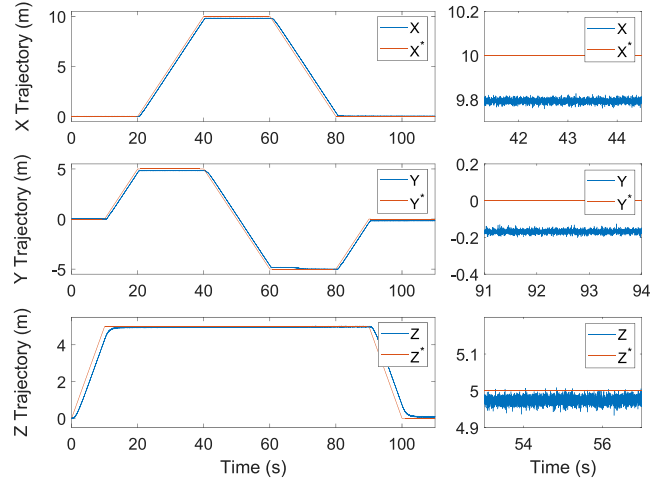 X Trajectory (m)
10
5
0
0 20 40 60 80 100
X
X*
10.2
10
9.8
42 43 44
X
X*
Y Trajectory (m)
5
0
-5
0 20 40 60 80 100
Y
Y*
0.2
0
-0.2
-0.4
91 92 93 94
Y
Y*
Z Trajectory (m)
4
2
0
0 20 40 60 80 100
Z
Z*
Time (s)
5.1
5
4.9
54 56
Z
Z*
Time (s)